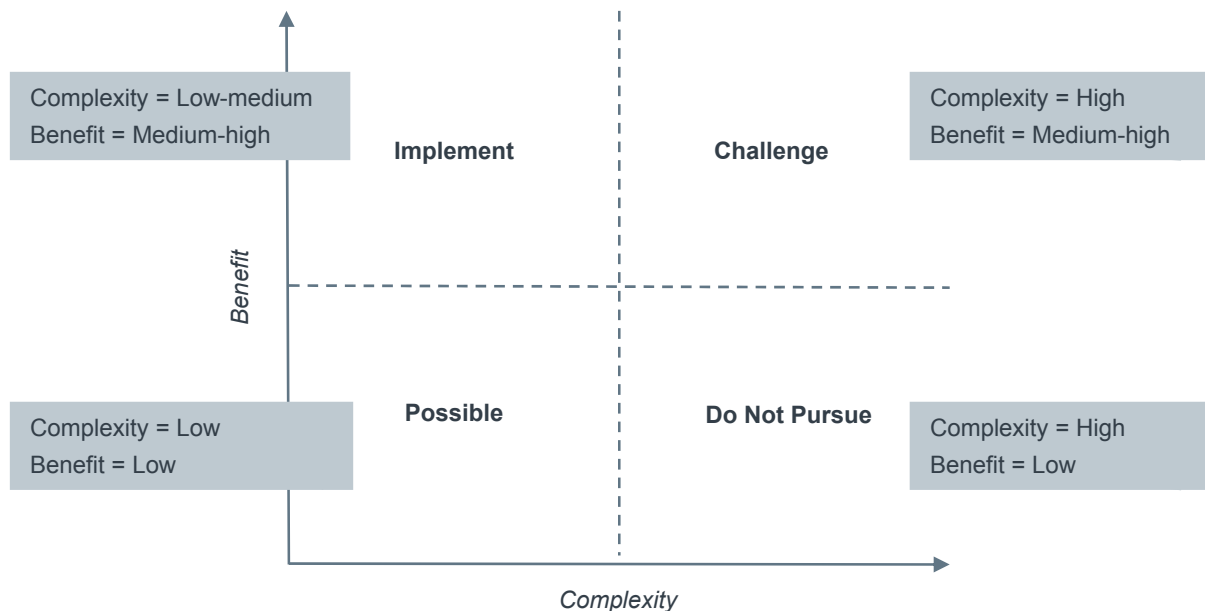 Complexity = Low-medium
Benefit = Medium-high
Implement
Challenge
Complexity = High
Benefit = Medium-high
Benefit
Complexity = Low
Benefit = Low
Possible
Do Not Pursue
Complexity = High
Benefit = Low
Complexity